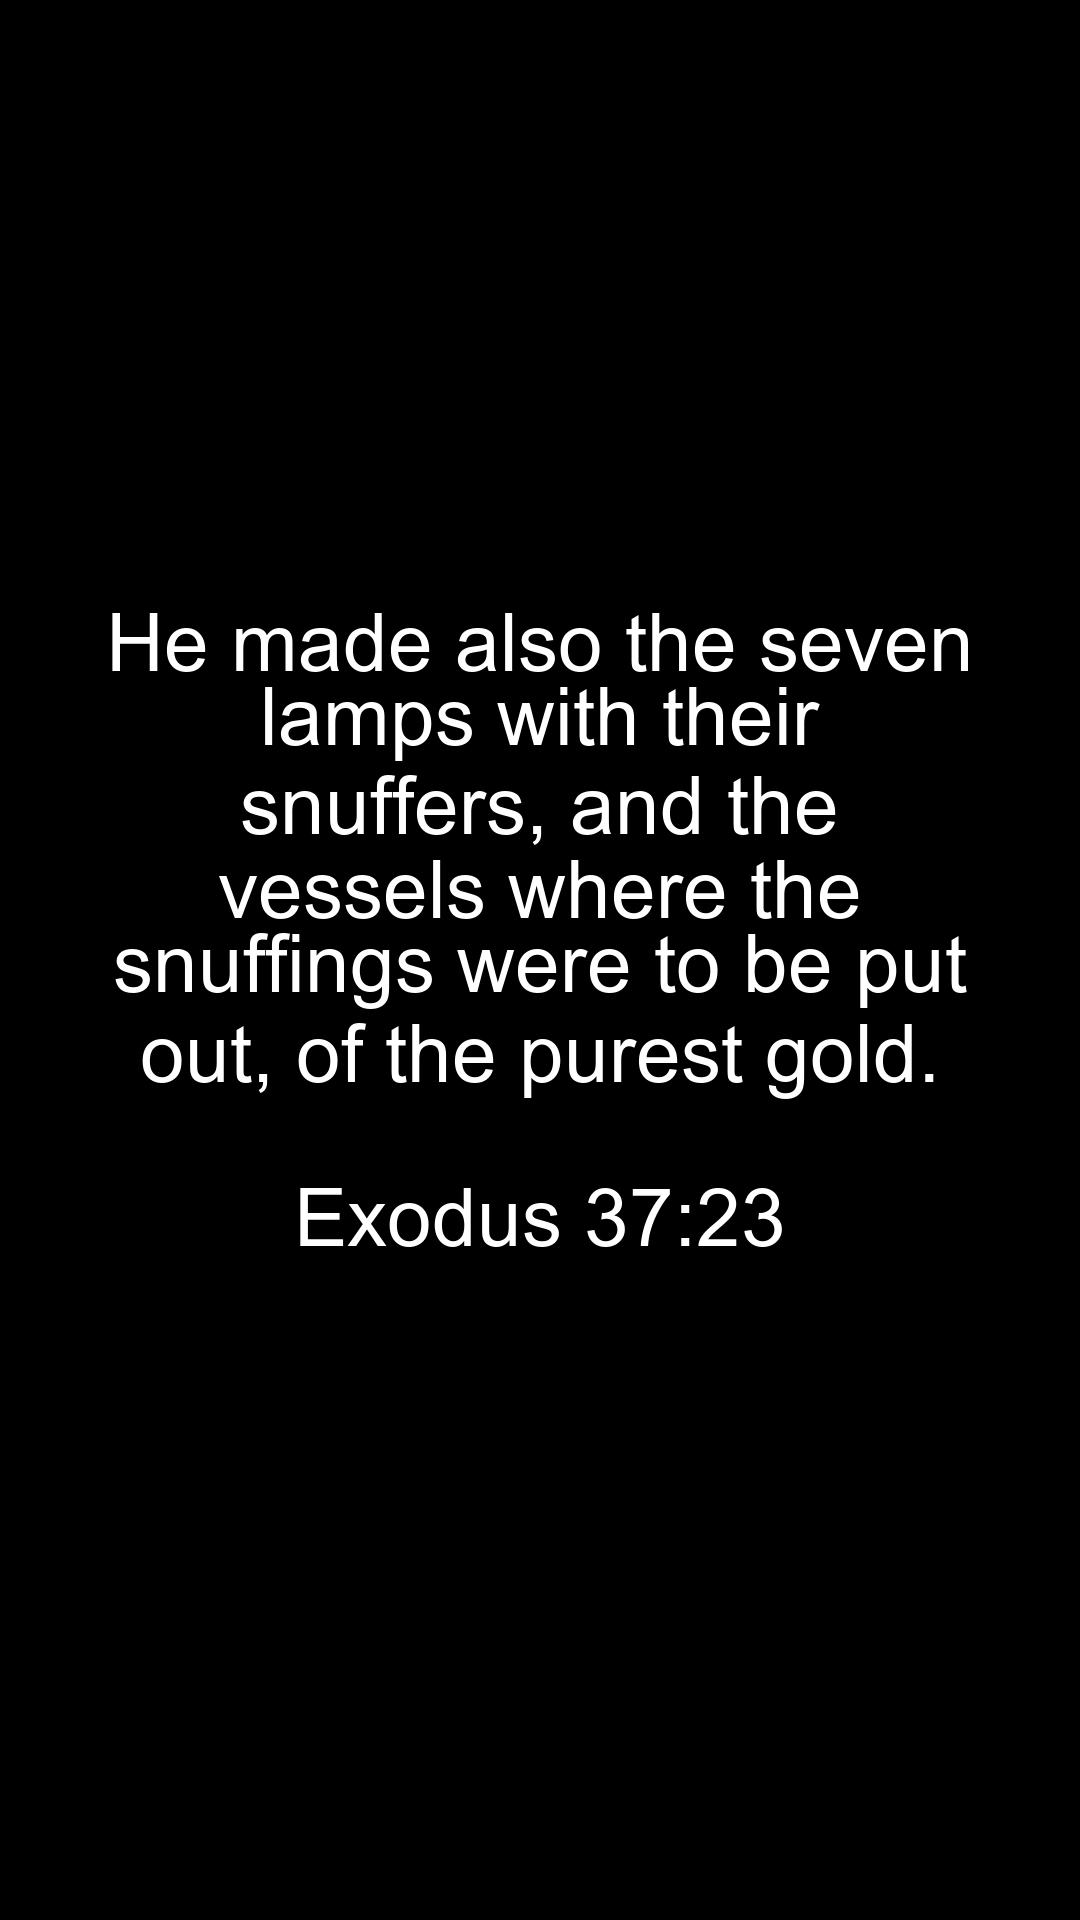 He made also the seven
lamps with their
snuffers, and the
vessels where the
snuffings were to be put
out, of the purest gold.
Exodus 37:23